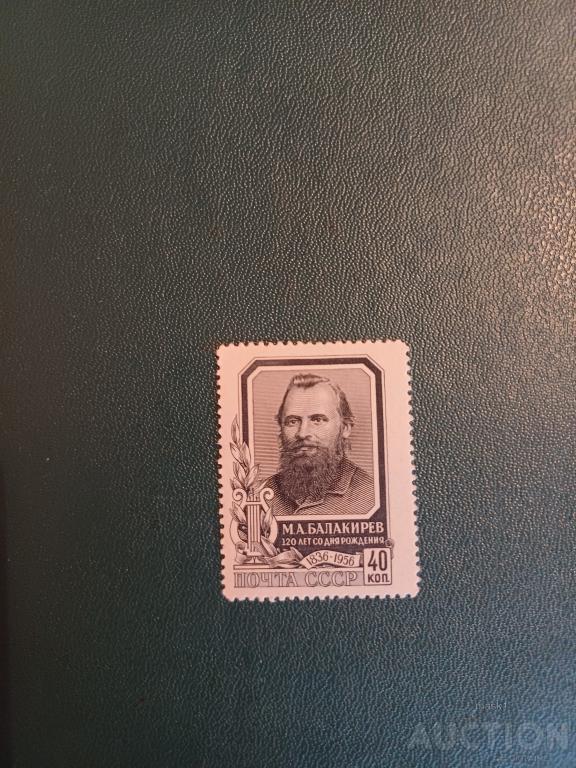 М.А.БАЛАКИРЕВ
120 ЛЕТ СО ДНЯ РОЖДЕНИЯ
1836-1956
40
КОП.
ПОЧТА СССР
AUCTION